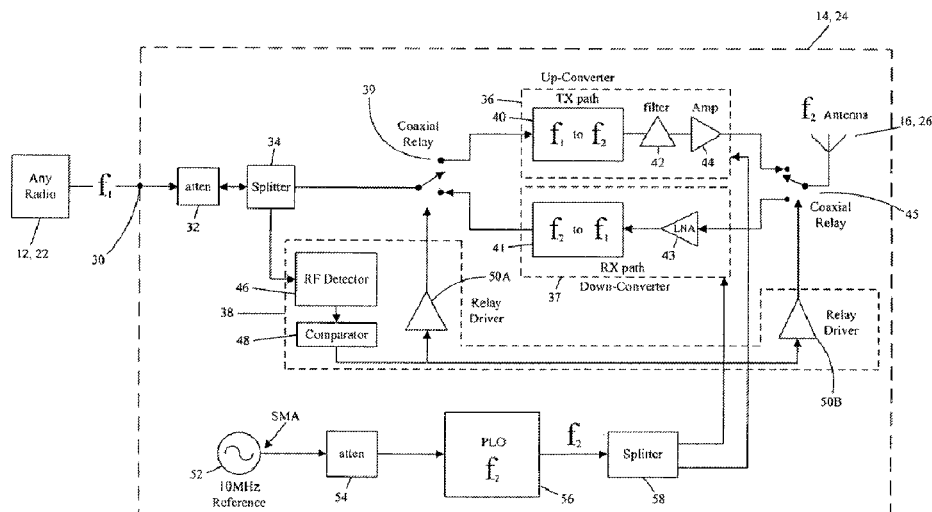 14, 24
Up-Converter
TX path
36
40
f1 to f2
filter
42
Amp
44
f2 Antenna
16, 26
39
Coaxial
Relay
34
Any
Radio
12, 22
f1
30
atten
32
Splitter
Coaxial
Relay
45
41
f2 to f1
LNA
43
RX path
37
Down-Converter
46
RF Detector
38
48
Comparator
50A
Relay
Driver
Relay
Driver
50B
SMA
52
10MHz
Reference
atten
54
PLO
f2
56
f2
Splitter
58